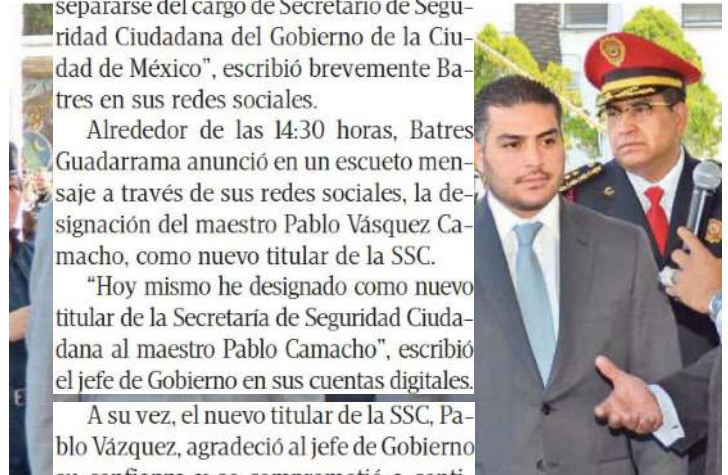 separarse del cargo de Secretario de Segu-
ridad Ciudadana del Gobierno de la Ciu-
dad de México", escribió brevemente Ba-
tres en sus redes sociales.
Alrededor de las 14:30 horas, Batres
Guadarrama anunció en un escueto men-
saje a través de sus redes sociales, la de-
signación del maestro Pablo Vásquez Ca-
macho, como nuevo titular de la SSC.
"Hoy mismo he designado como nuevo
titular de la Secretaría de Seguridad Ciuda-
dana al maestro Pablo Camacho", escribió
el jefe de Gobierno en sus cuentas digitales.
A su vez, el nuevo titular de la SSC, Pa-
blo Vázquez, agradeció al jefe de Gobierno
su confianza y se comprometió a conti-